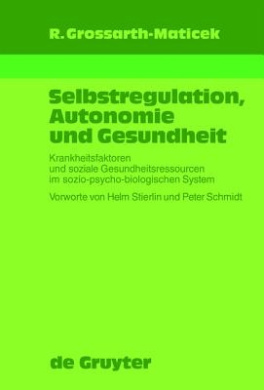 R. Grossarth-Maticek
Selbstregulation,
Autonomie
und Gesundheit
Krankheitsfaktoren
und soziale Gesundheitsressourcen
im sozio-psycho-biologischen System
Vorworte von Helm Stierlin und Peter Schmidt
de Gruyter